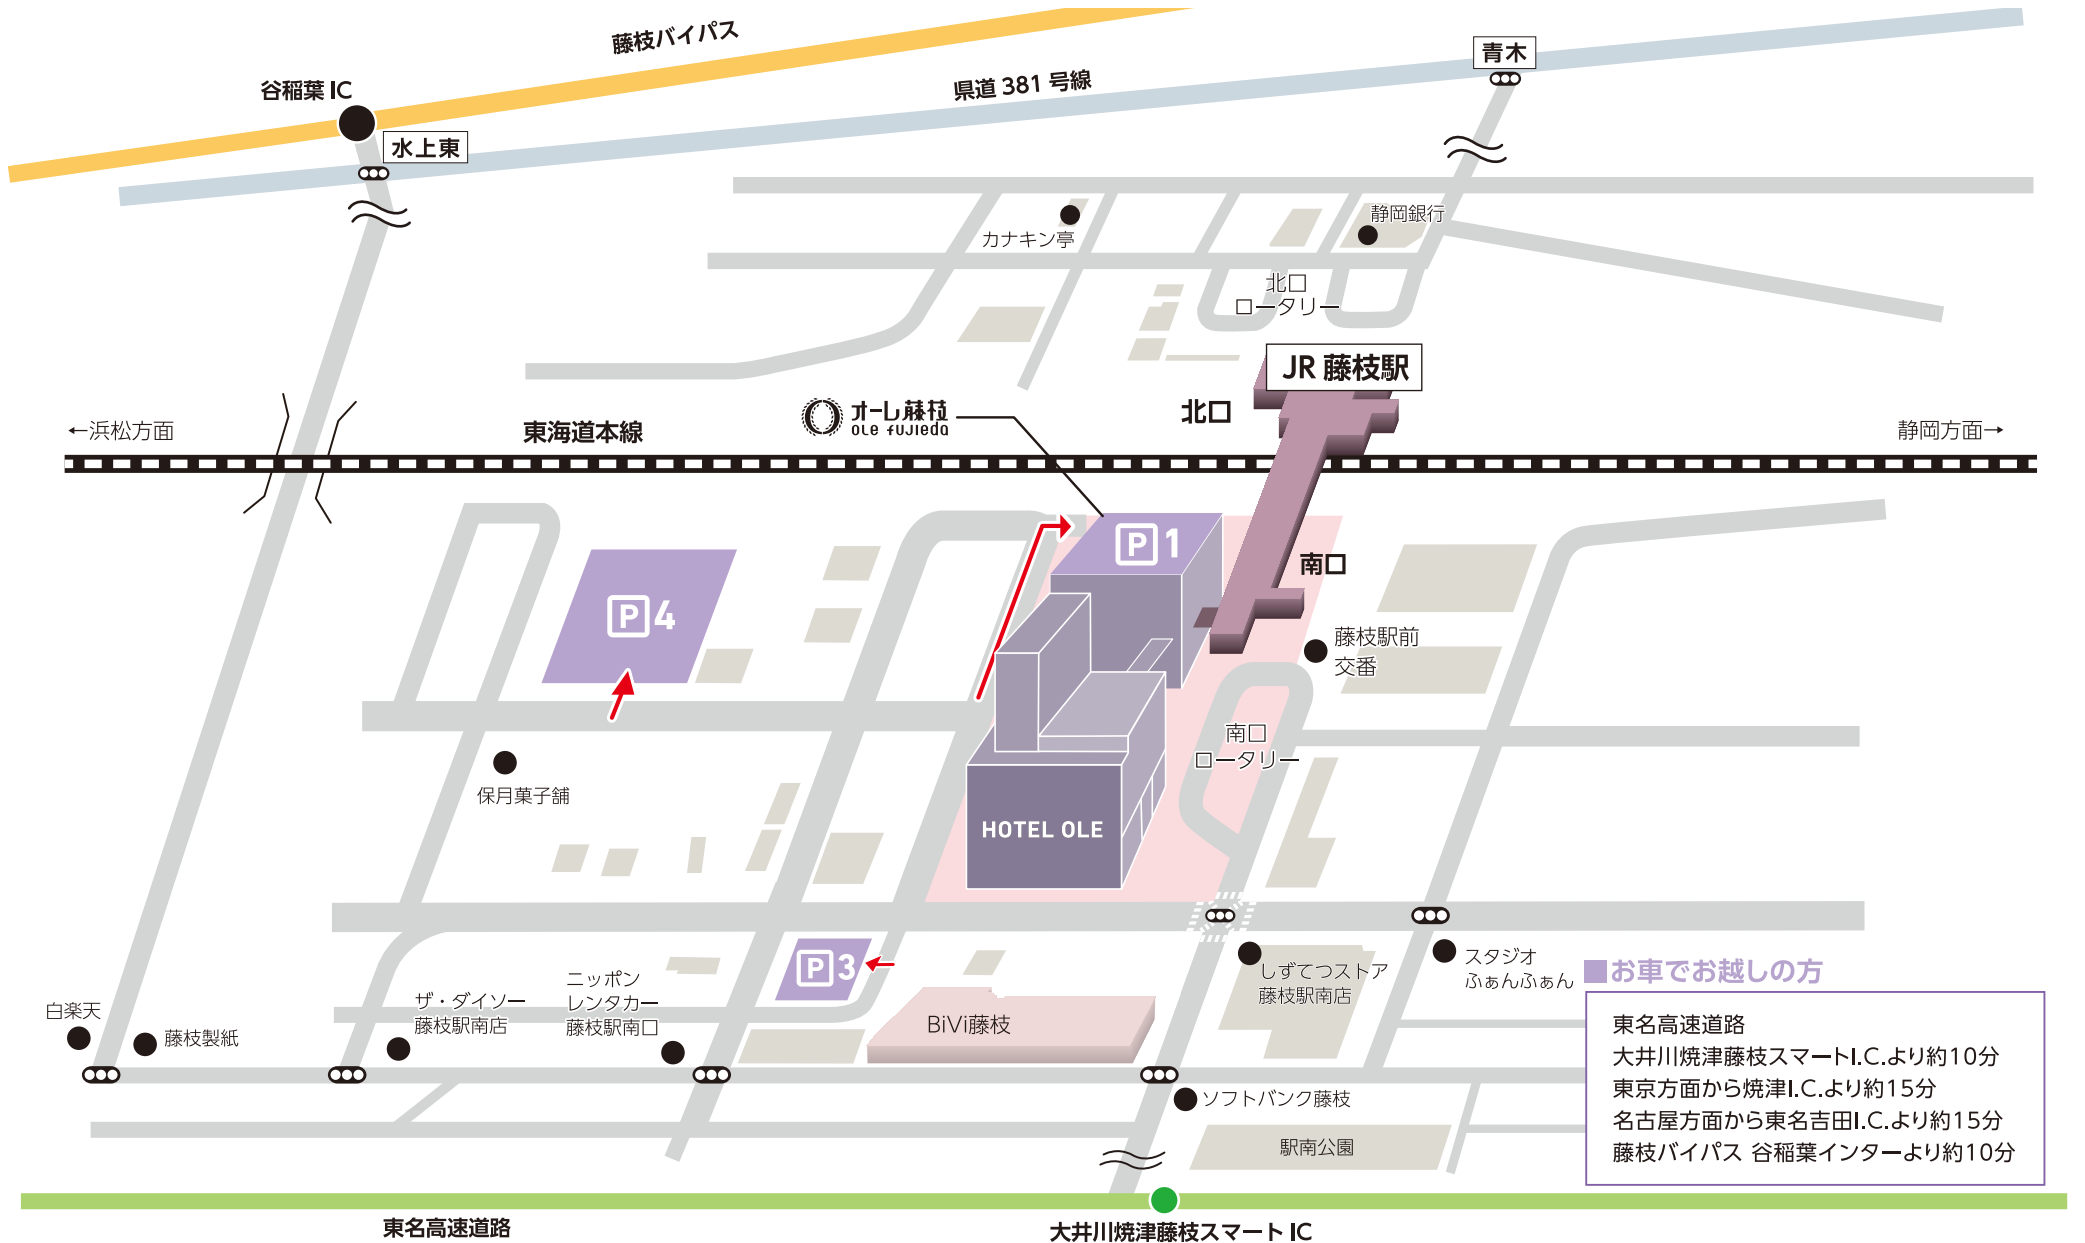 藤枝バイパス
青木
谷稲葉 IC
県道 381 号線
水上東
静岡銀行
カナキン亭
北口
ロータリー
JR 藤枝駅
オーレ藤枝
OLE FUJIEDA
北口
←浜松方面
東海道本線
静岡方面→
P 1
南口
P 4
藤枝駅前
交番
南口
ロータリー
保月菓子舗
HOTEL OLE
P 3
しずてつストア
藤枝駅南店
スタジオ
ふぁんふぁん
ニッポン
レンタカー
藤枝駅南口
ザ・ダイソー
藤枝駅南店
白楽天
藤枝製紙
BiVi藤枝
ソフトバンク藤枝
駅南公園
■お車でお越しの方
東名高速道路
大井川焼津藤枝スマートI.C.より約10分
東京方面から焼津I.C.より約15分
名古屋方面から東名吉田I.C.より約15分
藤枝バイパス 谷稲葉インターより約10分
東名高速道路
大井川焼津藤枝スマート IC